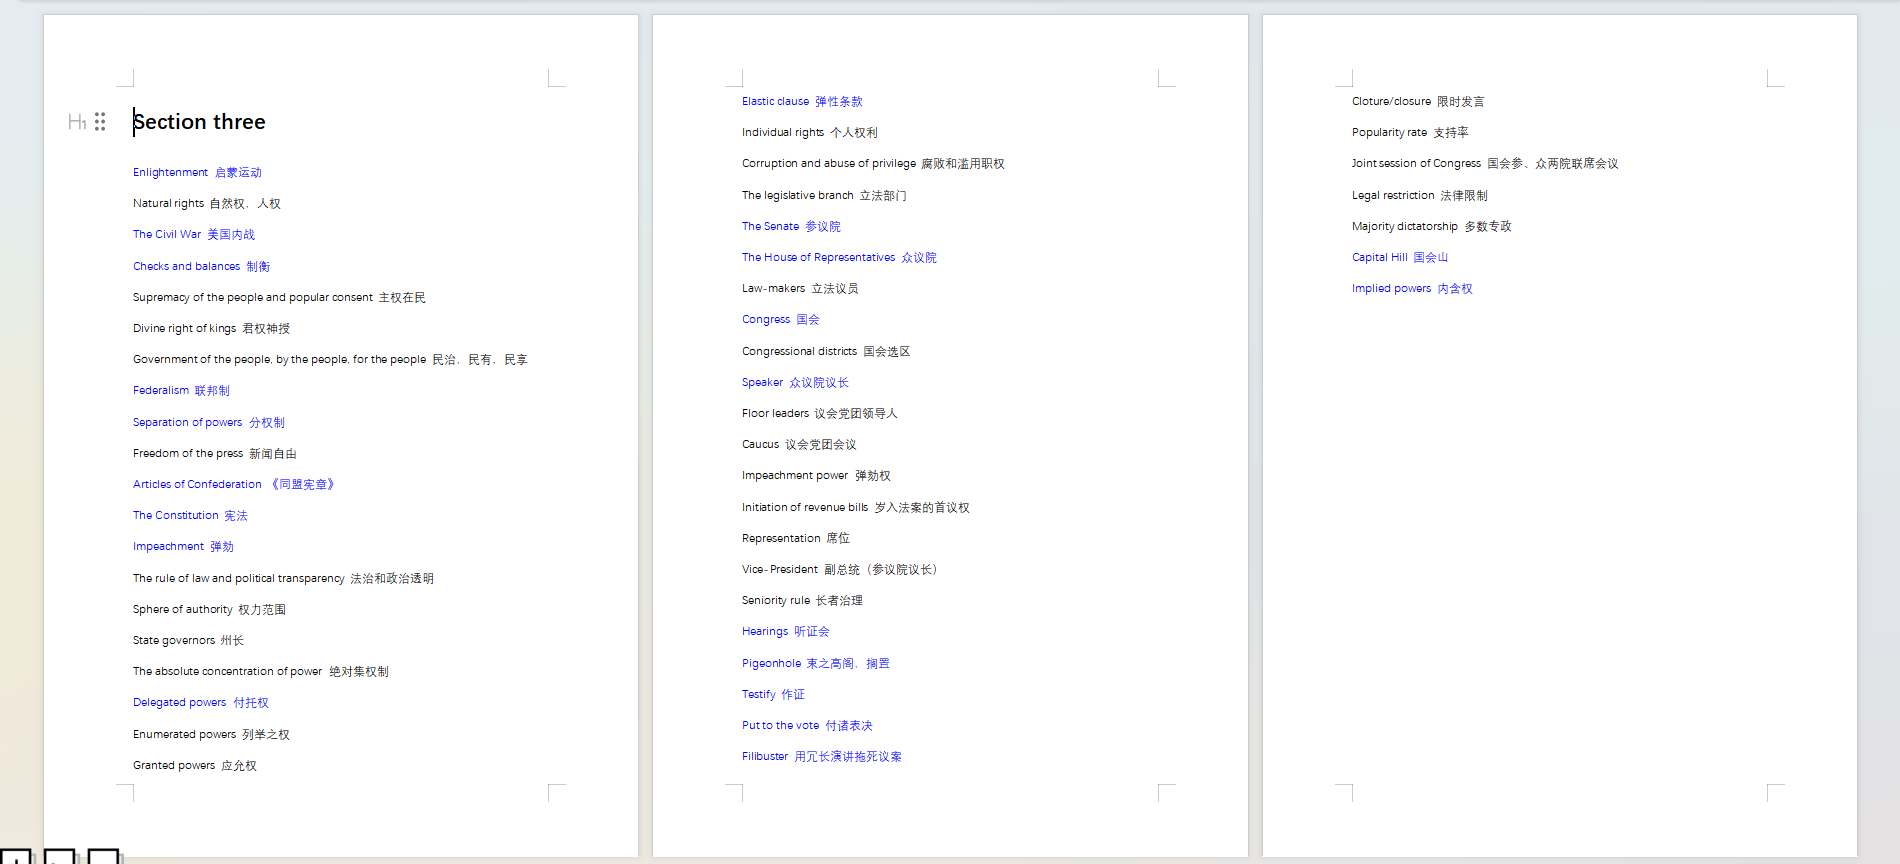 H1
Section three
Enlightenment 启蒙运动
Natural rights 自然权、人权
The Civil War 美国内战
Checks and balances 制衡
Supremacy of the people and popular consent 主权在民
Divine right of kings 君权神授
Government of the people, by the people, for the people 民治、民有、民享
Federalism 联邦制
Separation of powers 分权制
Freedom of the press 新闻自由
Articles of Confederation 《同盟宪章》
The Constitution 宪法
Impeachment 弹劾
The rule of law and political transparency 法治和政治透明
Sphere of authority 权力范围
State governors 州长
The absolute concentration of power 绝对集权制
Delegated powers 付托权
Enumerated powers 列举之权
Granted powers 应允权
Elastic clause 弹性条款
Individual rights 个人权利
Corruption and abuse of privilege 腐败和滥用职权
The legislative branch 立法部门
The Senate 参议院
The House of Representatives 众议院
Law-makers 立法议员
Congress 国会
Congressional districts 国会选区
Speaker 众议院议长
Floor leaders 议会党团领导人
Caucus 议会党团会议
Impeachment power 弹劾权
Initiation of revenue bills 岁入法案的首议权
Representation 席位
Vice-President 副总统（参议院议长）
Seniority rule 长者治理
Hearings 听证会
Pigeonhole 束之高阁、搁置
Testify 作证
Put to the vote 付诸表决
Filibuster 用冗长演讲拖死议案
Cloture/closure 限时发言
Popularity rate 支持率
Joint session of Congress 国会参、众两院联席会议
Legal restriction 法律限制
Majority dictatorship 多数专政
Capital Hill 国会山
Implied powers 内含权